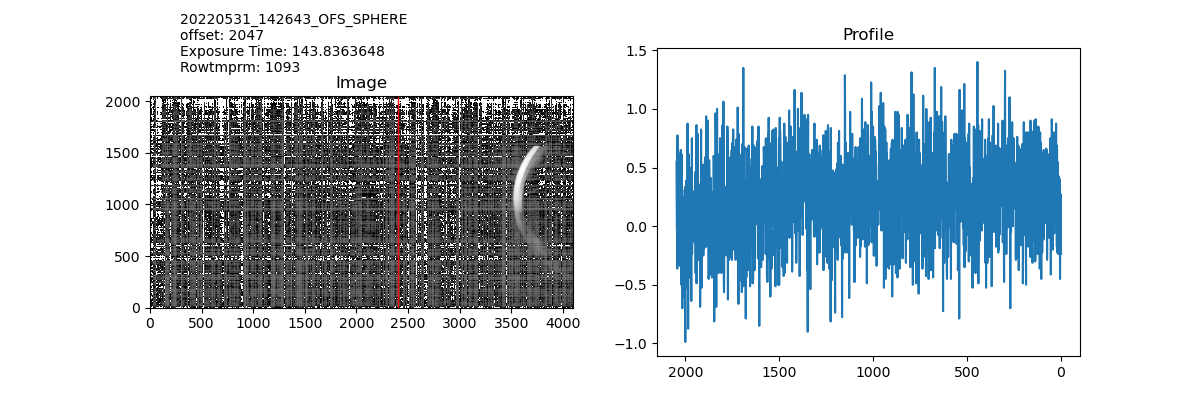 20220531_142643_OFS_SPHERE
offset: 2047
Exposure Time: 143.8363648
Rowtmprm: 1093
Image
2000
1500
1000
500
0
0 500 1000 1500 2000 2500 3000 3500 4000
Profile
1.5
1.0
0.5
0.0
−0.5
−1.0
2000 1500 1000 500 0